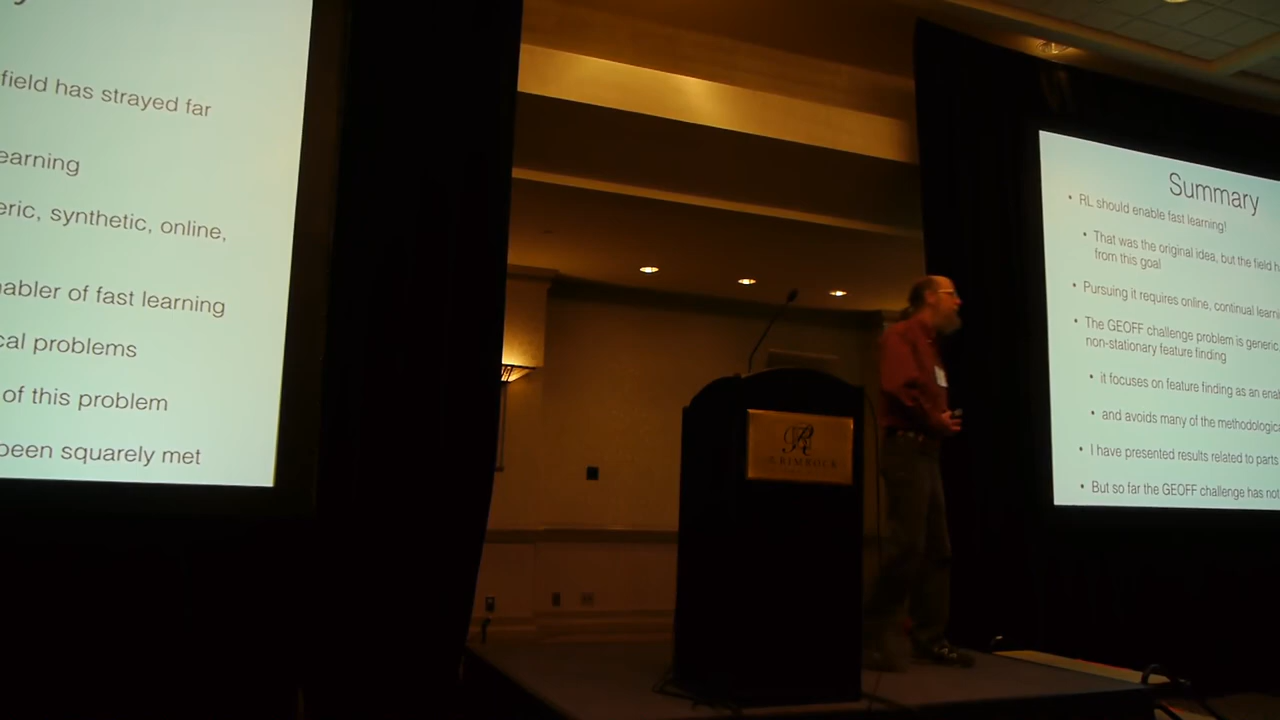 field has strayed far
earning
eric, synthetic, online,
abler of fast learning
cal problems
of this problem
been squarely met
RIMROCK
Summary
• RL should enable fast learning!
• That was the original idea, but the field h
from this goal
• Pursuing it requires online, continual learni
• The GEOFF challenge problem is generic,
non-stationary feature finding
• it focuses on feature finding as an ena
• and avoids many of the methodologic
• I have presented results related to parts
• But so far the GEOFF challenge has not